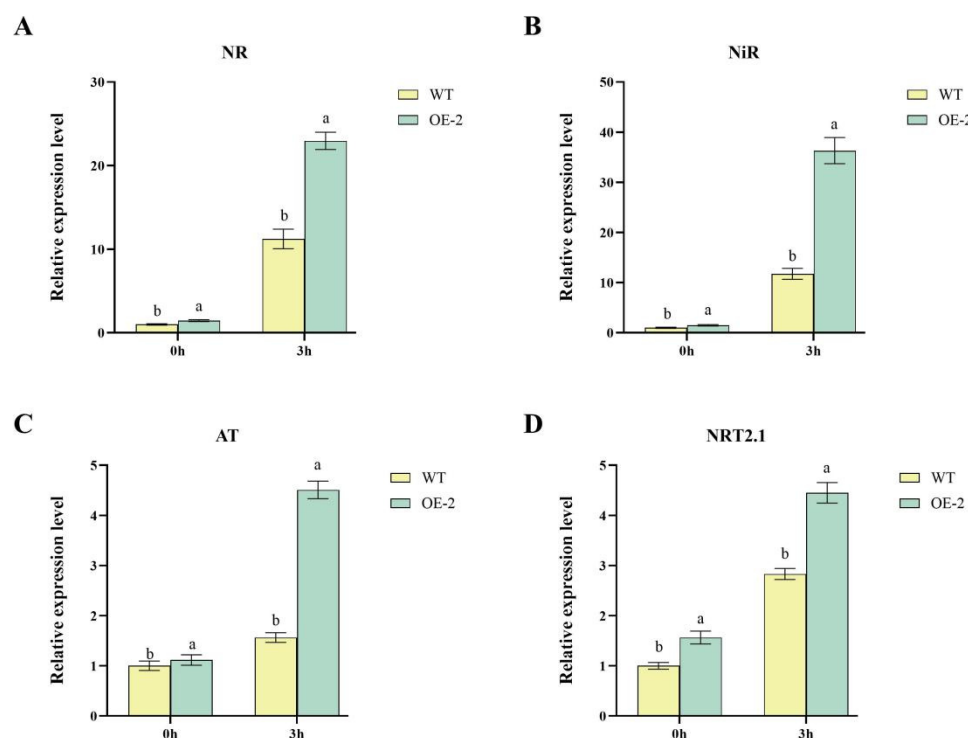 A
NR
Relative expression level
30
20
10
0
b
a
b
a
0h
3h
WT
OE-2
B
NiR
Relative expression level
50
40
30
20
10
0
b
a
b
a
0h
3h
WT
OE-2
C
AT
Relative expression level
5
4
3
2
1
0
b
a
b
a
0h
3h
WT
OE-2
D
NRT2.1
Relative expression level
5
4
3
2
1
0
b
a
b
a
0h
3h
WT
OE-2